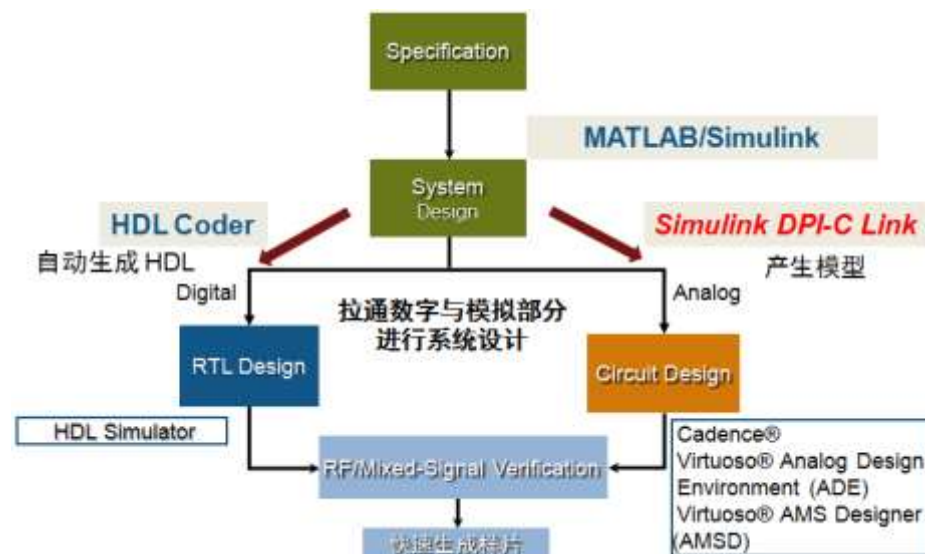 Specification
MATLAB/Simulink
System
Design
HDL Coder
自动生成 HDL
Simulink DPI-C Link
产生模型
Digital
Analog
拉通数字与模拟部分
进行系统设计
RTL Design
Circuit Design
HDL Simulator
Cadence®
Virtuoso® Analog Design
Environment (ADE)
Virtuoso® AMS Designer
(AMSD)
RF/Mixed-Signal Verification
快速生成样片